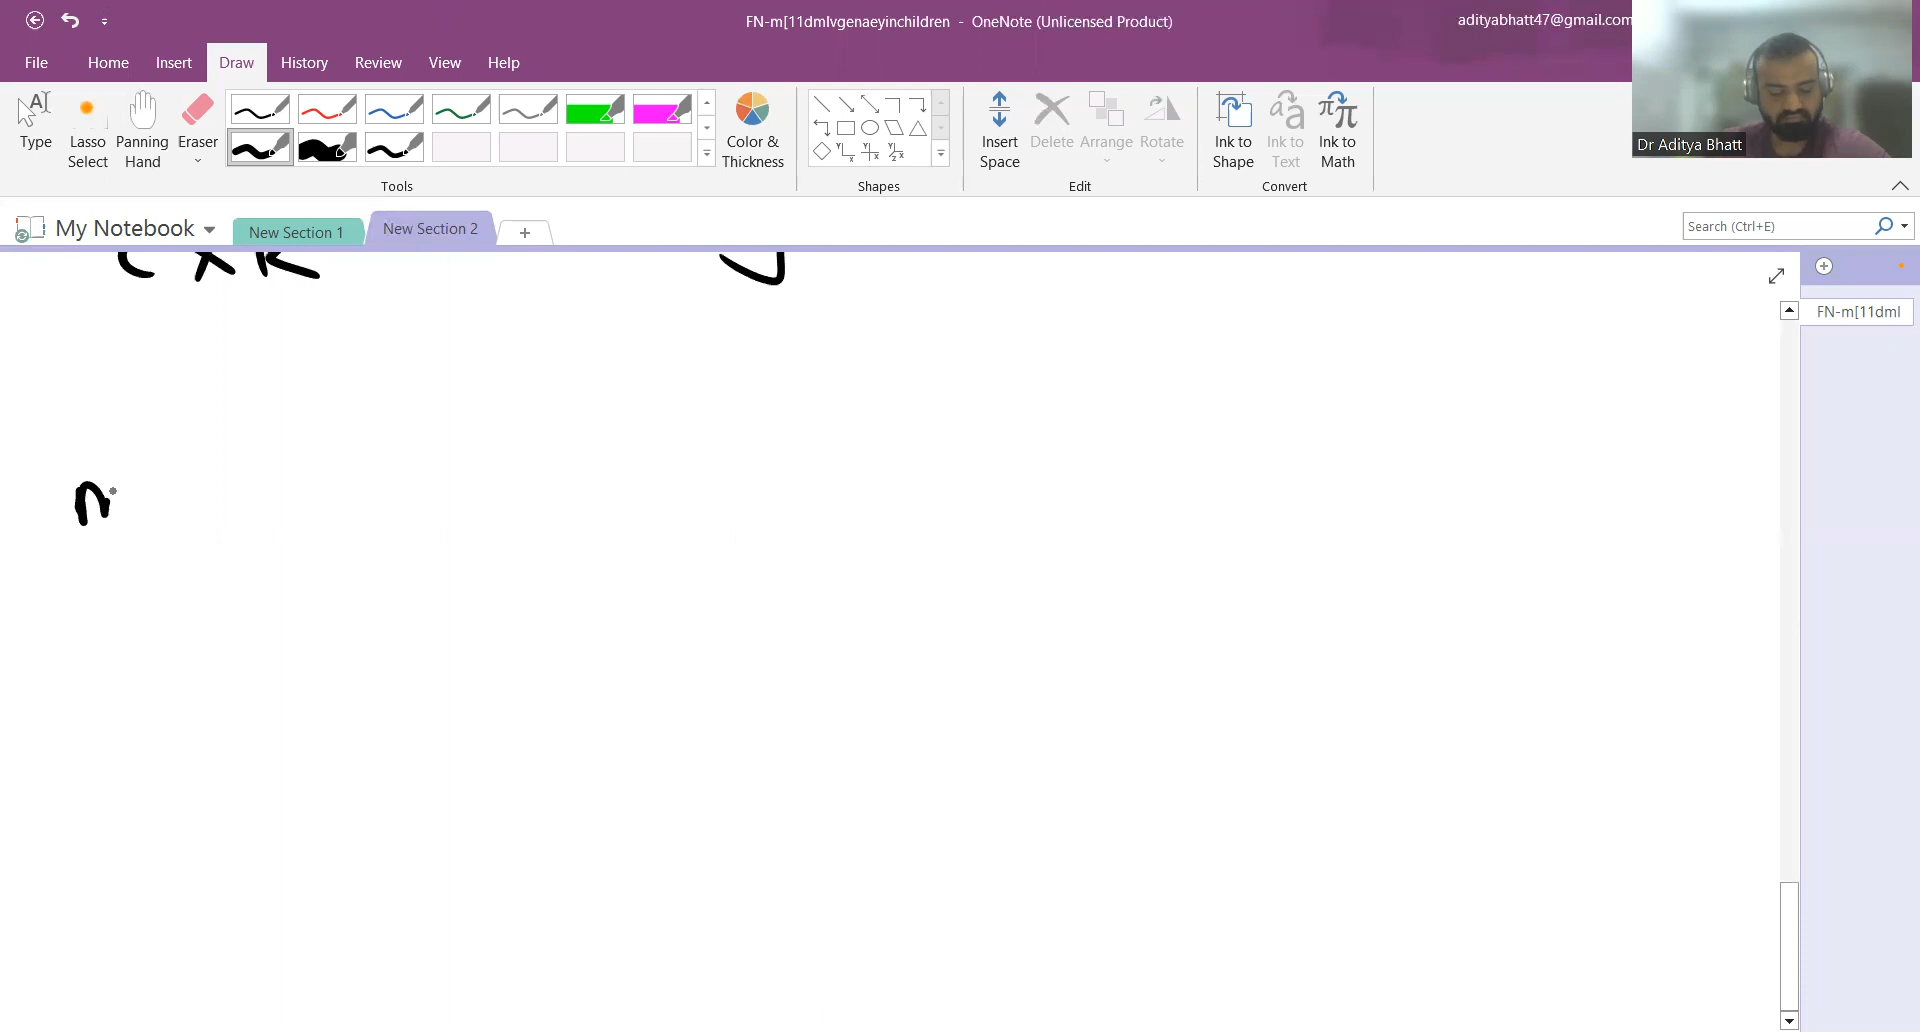 FN-m[11dmlvgenaeyinchildren - OneNote (Unlicensed Product)
adityabhatt47@gmail.com
File Home Insert Draw History Review View Help
Type
Lasso Select
Panning Hand
Eraser
Color & Thickness
Insert Space
Delete
Arrange
Rotate
Ink to Shape
Ink to Text
Ink to Math
Dr Aditya Bhatt
Tools Shapes Edit Convert
My Notebook New Section 1 New Section 2
Search (Ctrl+E)
CXR
FN-m[11dml
n